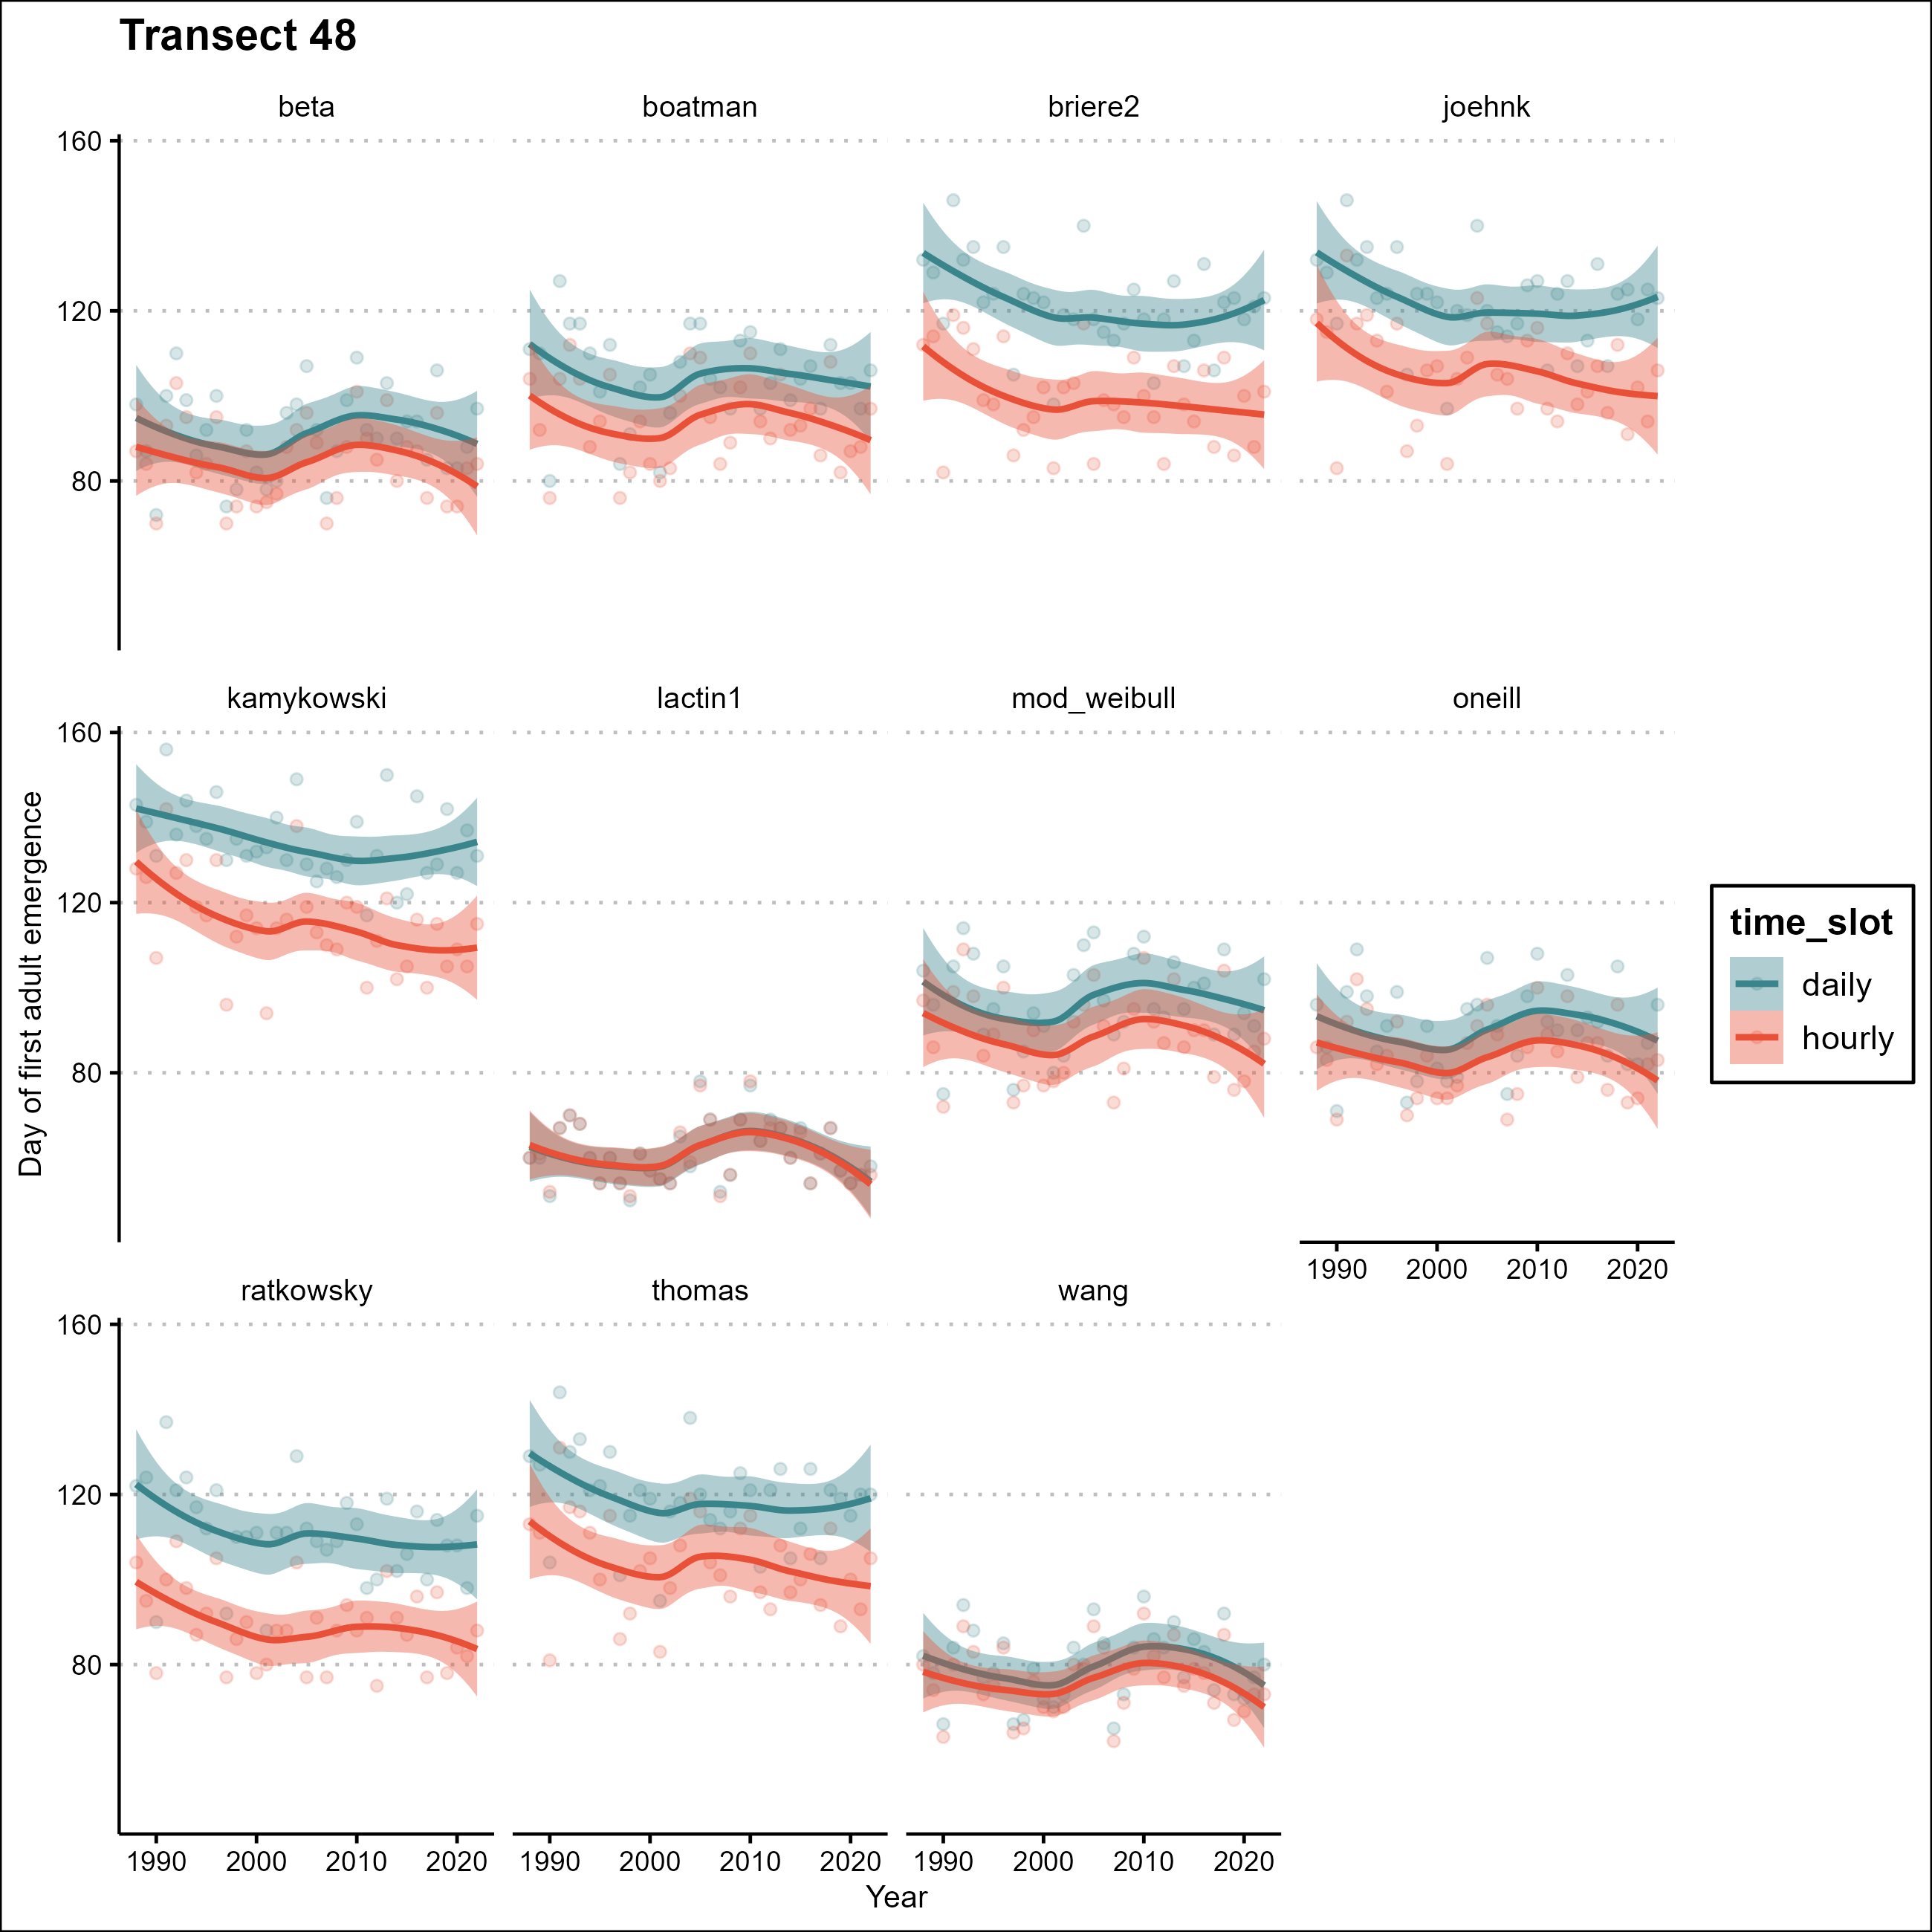 Transect 48
beta boatman briere2 joehnk
160
120
80
kamykowski lactin1 mod_weibull oneill
160
120
80
1990 2000 2010 2020
Day of first adult emergence
time_slot
daily
hourly
ratkowsky thomas wang
160
120
80
1990 2000 2010 2020 1990 2000 2010 2020 1990 2000 2010 2020
Year